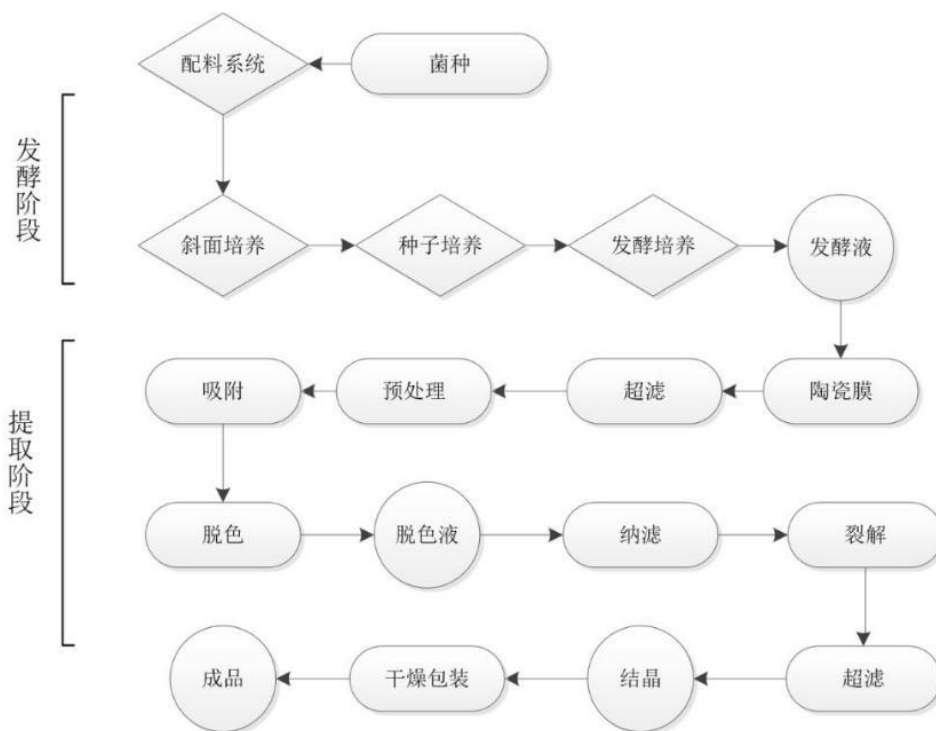 配料系统
菌种
发酵阶段
斜面培养
种子培养
发酵培养
发酵液
提取阶段
吸附
预处理
超滤
陶瓷膜
脱色
脱色液
纳滤
裂解
成品
干燥包装
结晶
超滤